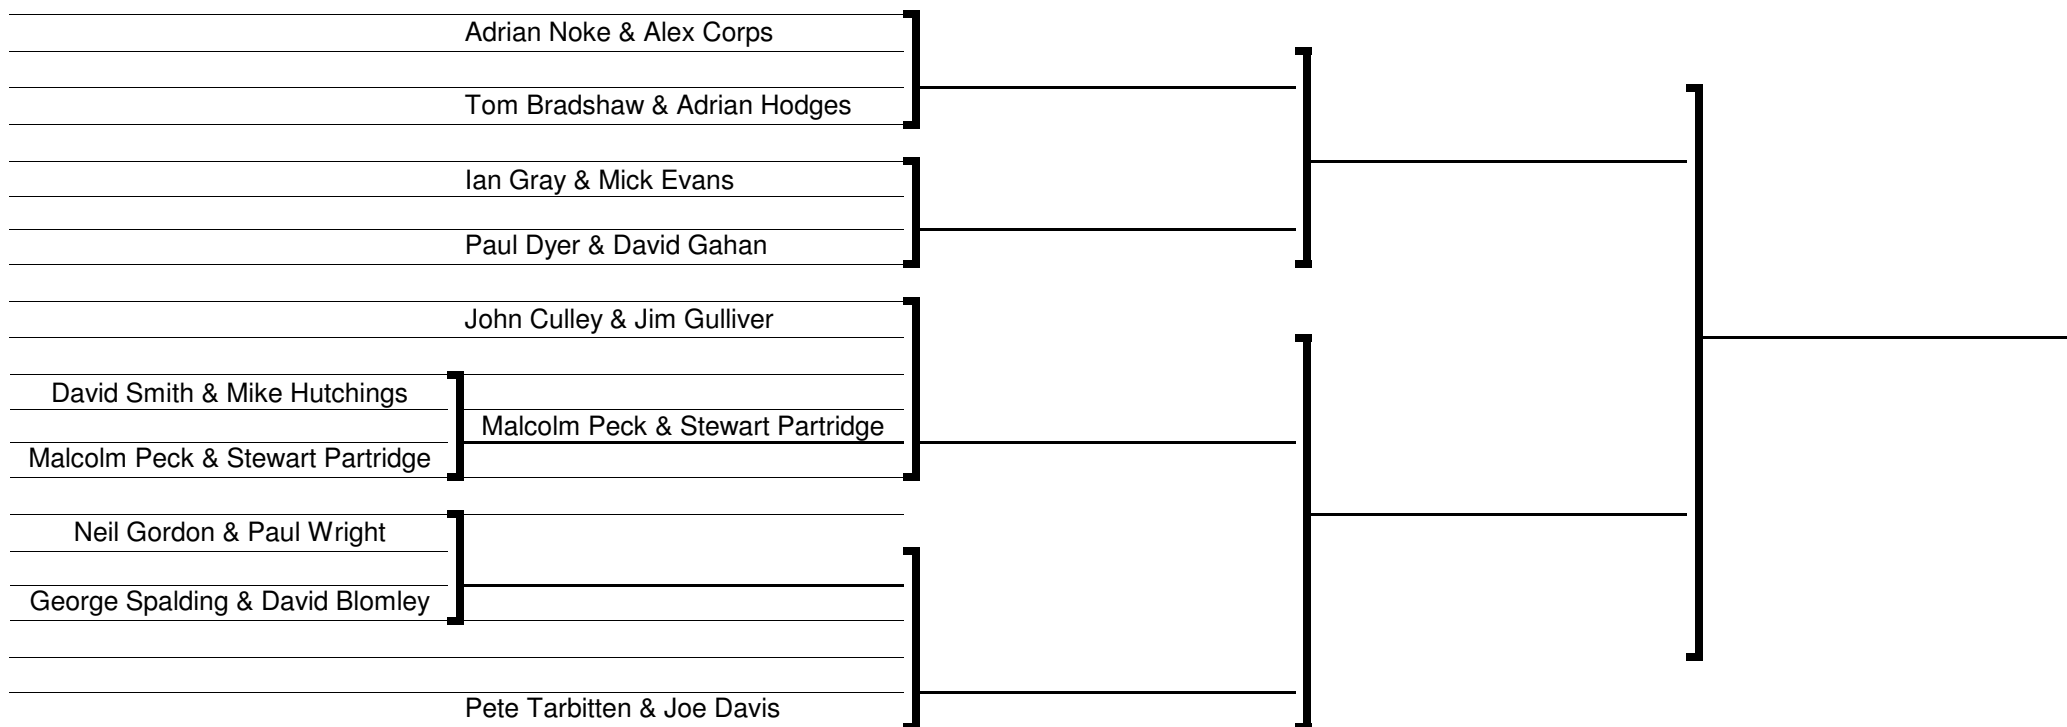 Adrian Noke & Alex Corps
Tom Bradshaw & Adrian Hodges
Ian Gray & Mick Evans
Paul Dyer & David Gahan
John Culley & Jim Gulliver
David Smith & Mike Hutchings
Malcolm Peck & Stewart Partridge
Malcolm Peck & Stewart Partridge
Neil Gordon & Paul Wright
George Spalding & David Blomley
Pete Tarbitten & Joe Davis